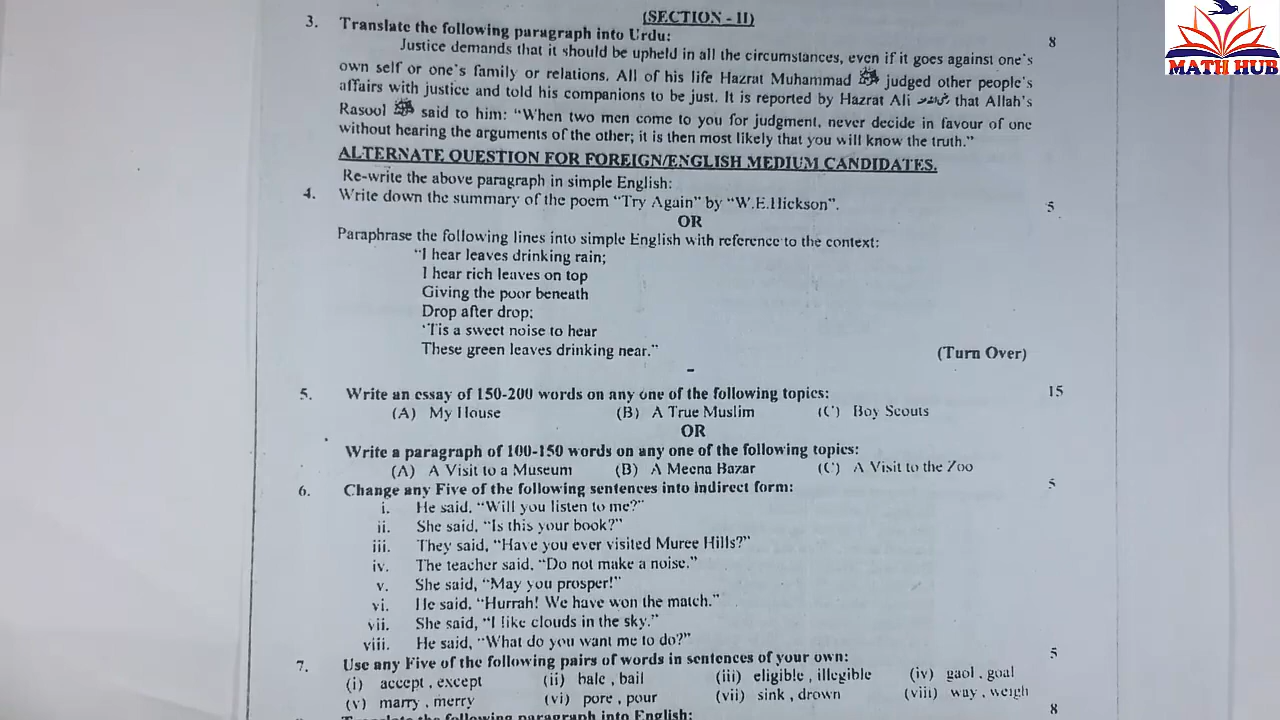 MATH HUB
(SECTION - II)
3. Translate the following paragraph into Urdu: 8
Justice demands that it should be upheld in all the circumstances, even if it goes against one's
own self or one's family or relations. All of his life Hazrat Muhammad ﷺ judged other people's
affairs with justice and told his companions to be just. It is reported by Hazrat Ali that Allah's
Rasool ﷺ said to him: "When two men come to you for judgment, never decide in favour of one
without hearing the arguments of the other; it is then most likely that you will know the truth."
ALTERNATE QUESTION FOR FOREIGN/ENGLISH MEDIUM CANDIDATES.
Re-write the above paragraph in simple English:
4. Write down the summary of the poem "Try Again" by "W.E.Hickson". 5
OR
Paraphrase the following lines into simple English with reference to the context:
"I hear leaves drinking rain;
I hear rich leaves on top
Giving the poor beneath
Drop after drop;
'Tis a sweet noise to hear
These green leaves drinking near."
(Turn Over)
5. Write an essay of 150-200 words on any one of the following topics: 15
(A) My House (B) A True Muslim (C) Boy Scouts
OR
Write a paragraph of 100-150 words on any one of the following topics:
(A) A Visit to a Museum (B) A Meena Bazar (C) A Visit to the Zoo
6. Change any Five of the following sentences into indirect form: 5
i. He said, "Will you listen to me?"
ii. She said, "Is this your book?"
iii. They said, "Have you ever visited Muree Hills?"
iv. The teacher said, "Do not make a noise."
v. She said, "May you prosper!"
vi. He said, "Hurrah! We have won the match."
vii. She said, "I like clouds in the sky."
viii. He said, "What do you want me to do?"
7. Use any Five of the following pairs of words in sentences of your own: 5
(i) accept , except (ii) bale , bail (iii) eligible , illegible (iv) gaol , goal
(v) marry , merry (vi) pore , pour (vii) sink , drown (viii) way , weigh
Translate the following paragraph into English: 8